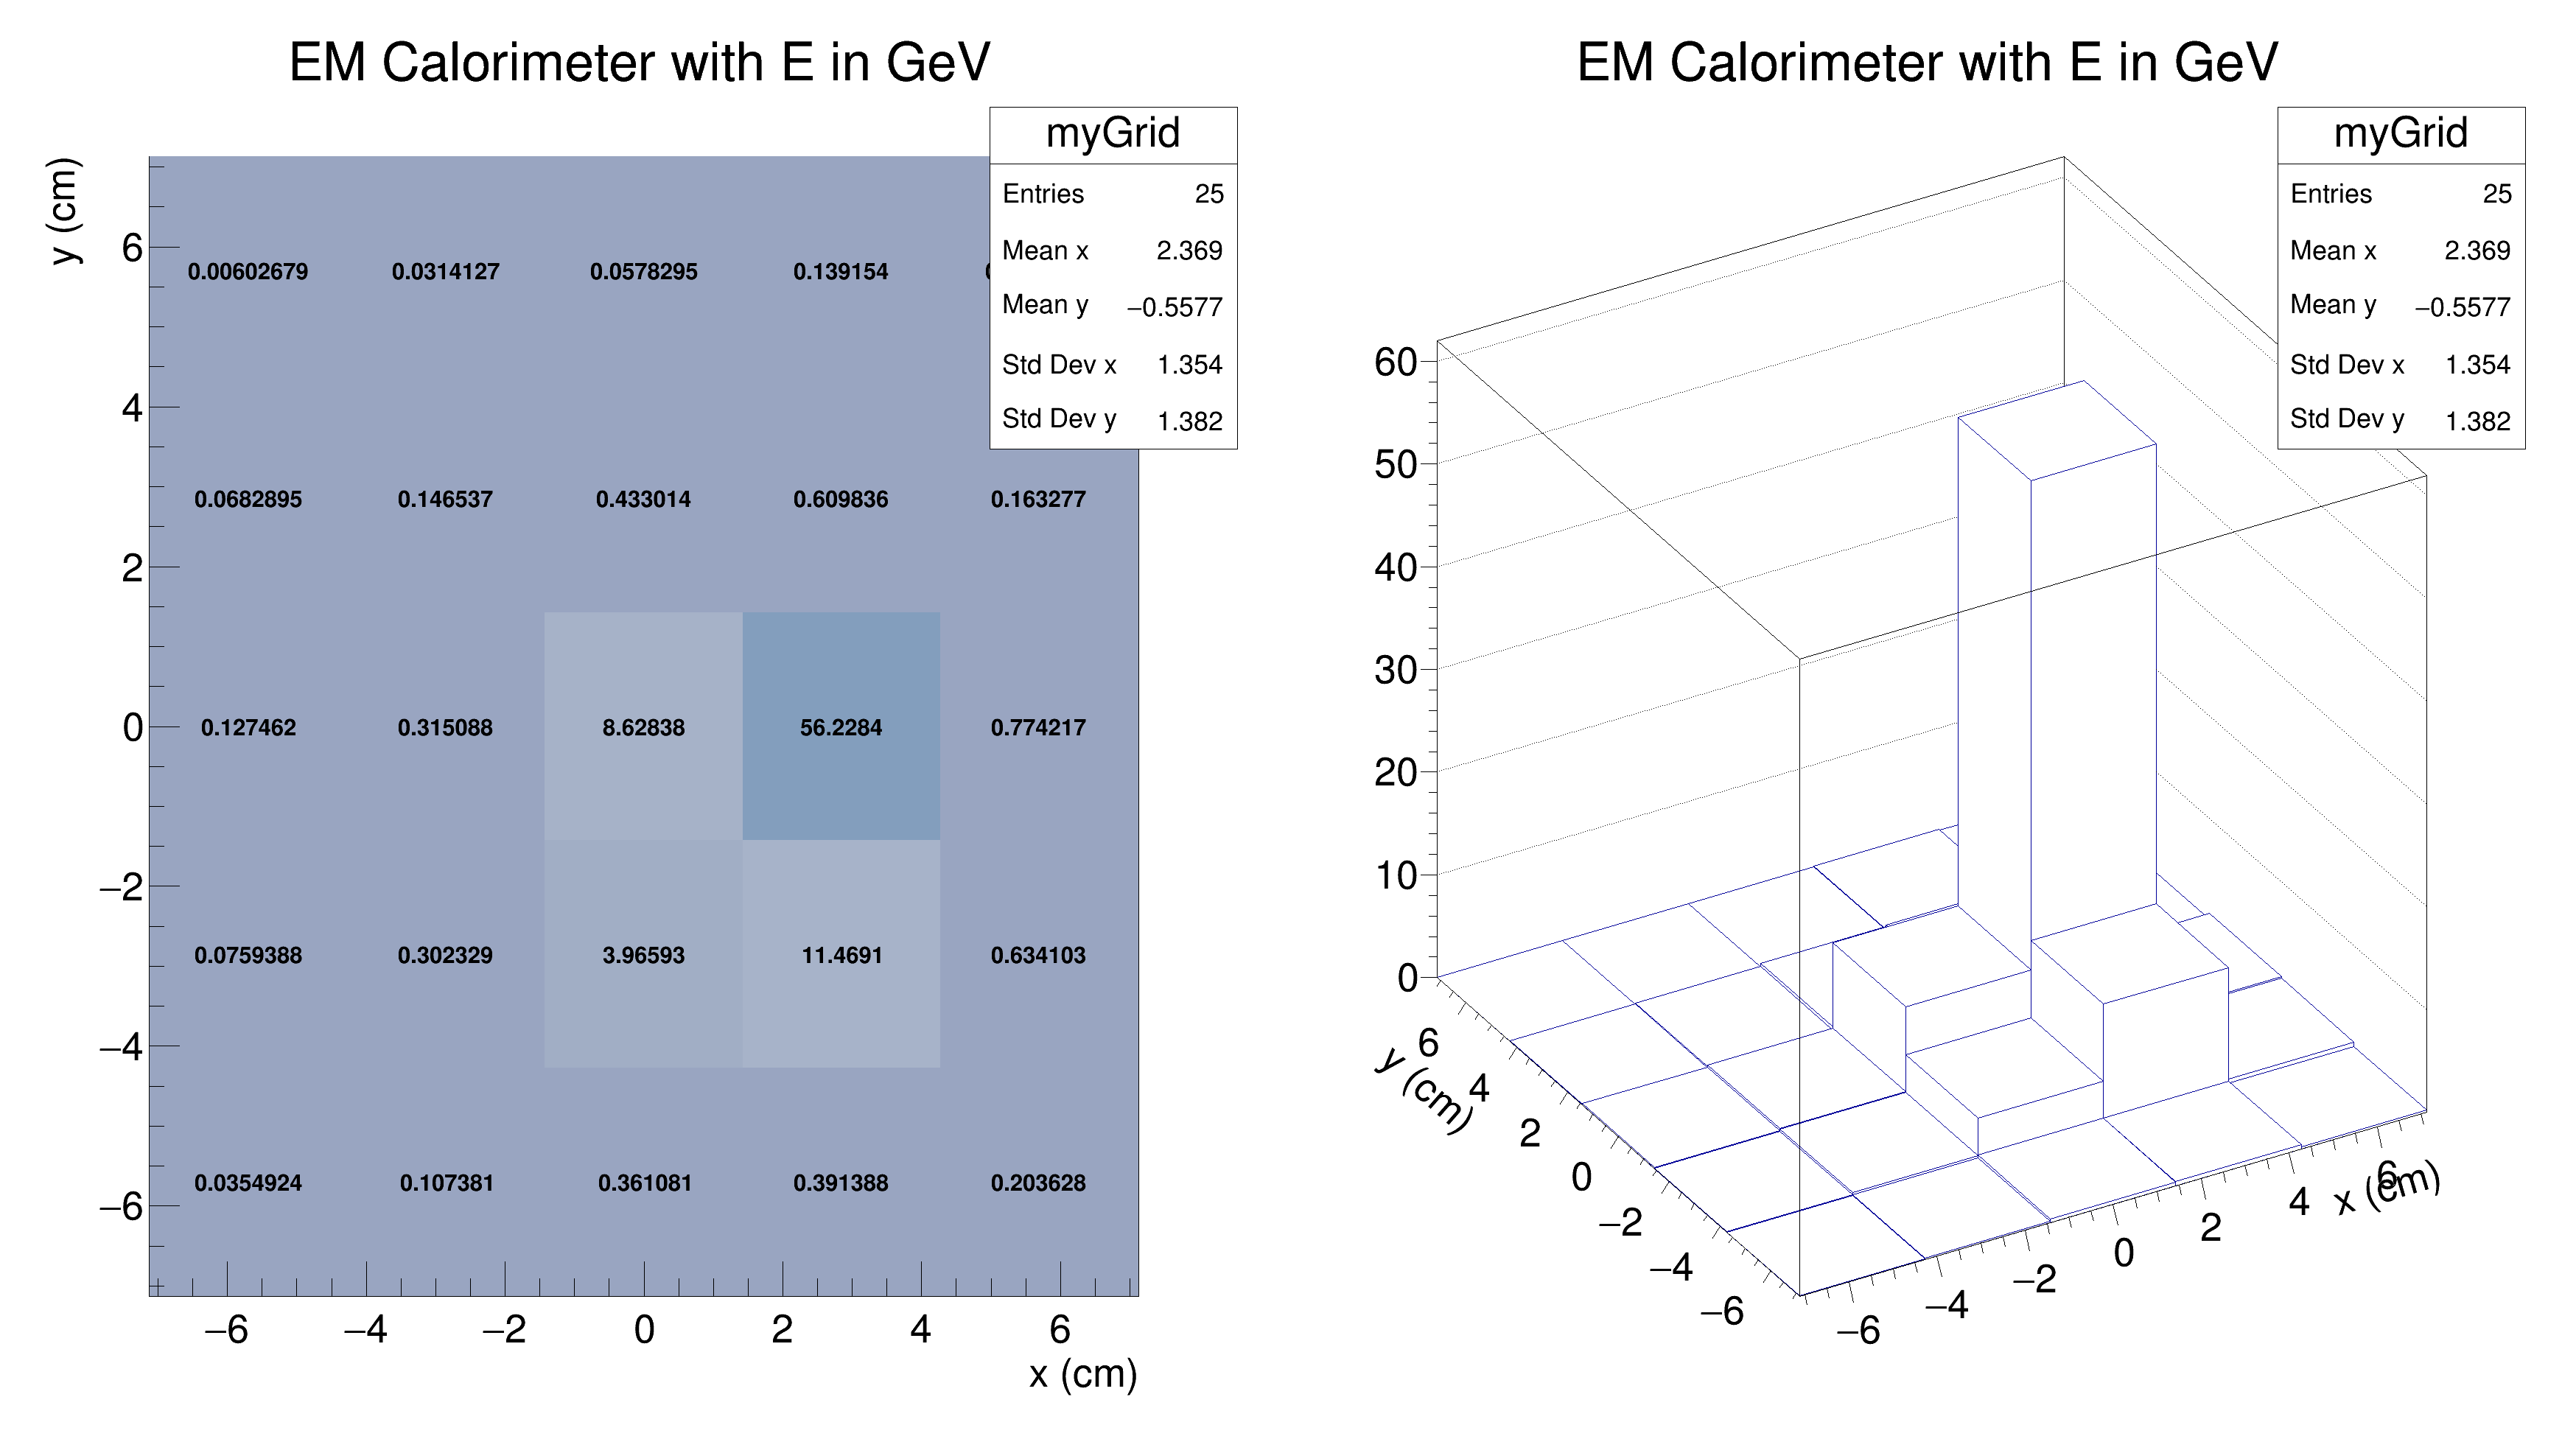 EM Calorimeter with E in GeV
myGrid
Entries 25
Mean x 2.369
Mean y −0.5577
Std Dev x 1.354
Std Dev y 1.382
y (cm)
6
4
2
0
−2
−4
−6
0.00602679 0.0314127 0.0578295 0.139154
0.0682895 0.146537 0.433014 0.609836 0.163277
0.127462 0.315088 8.62838 56.2284 0.774217
0.0759388 0.302329 3.96593 11.4691 0.634103
0.0354924 0.107381 0.361081 0.391388 0.203628
−6 −4 −2 0 2 4 6
x (cm)
EM Calorimeter with E in GeV
myGrid
Entries 25
Mean x 2.369
Mean y −0.5577
Std Dev x 1.354
Std Dev y 1.382
60
50
40
30
20
10
0
y (cm)
6
4
2
0
−2
−4
−6
−6 −4 −2 0 2 4 6
x (cm)